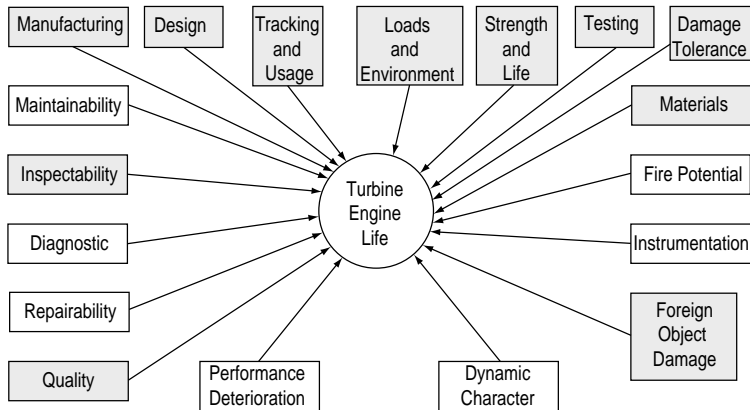 Manufacturing
Design
Tracking
and
Usage
Loads
and
Environment
Strength
and
Life
Testing
Damage
Tolerance
Maintainability
Materials
Inspectability
Turbine
Engine
Life
Fire Potential
Diagnostic
Instrumentation
Repairability
Foreign
Object
Damage
Quality
Performance
Deterioration
Dynamic
Character